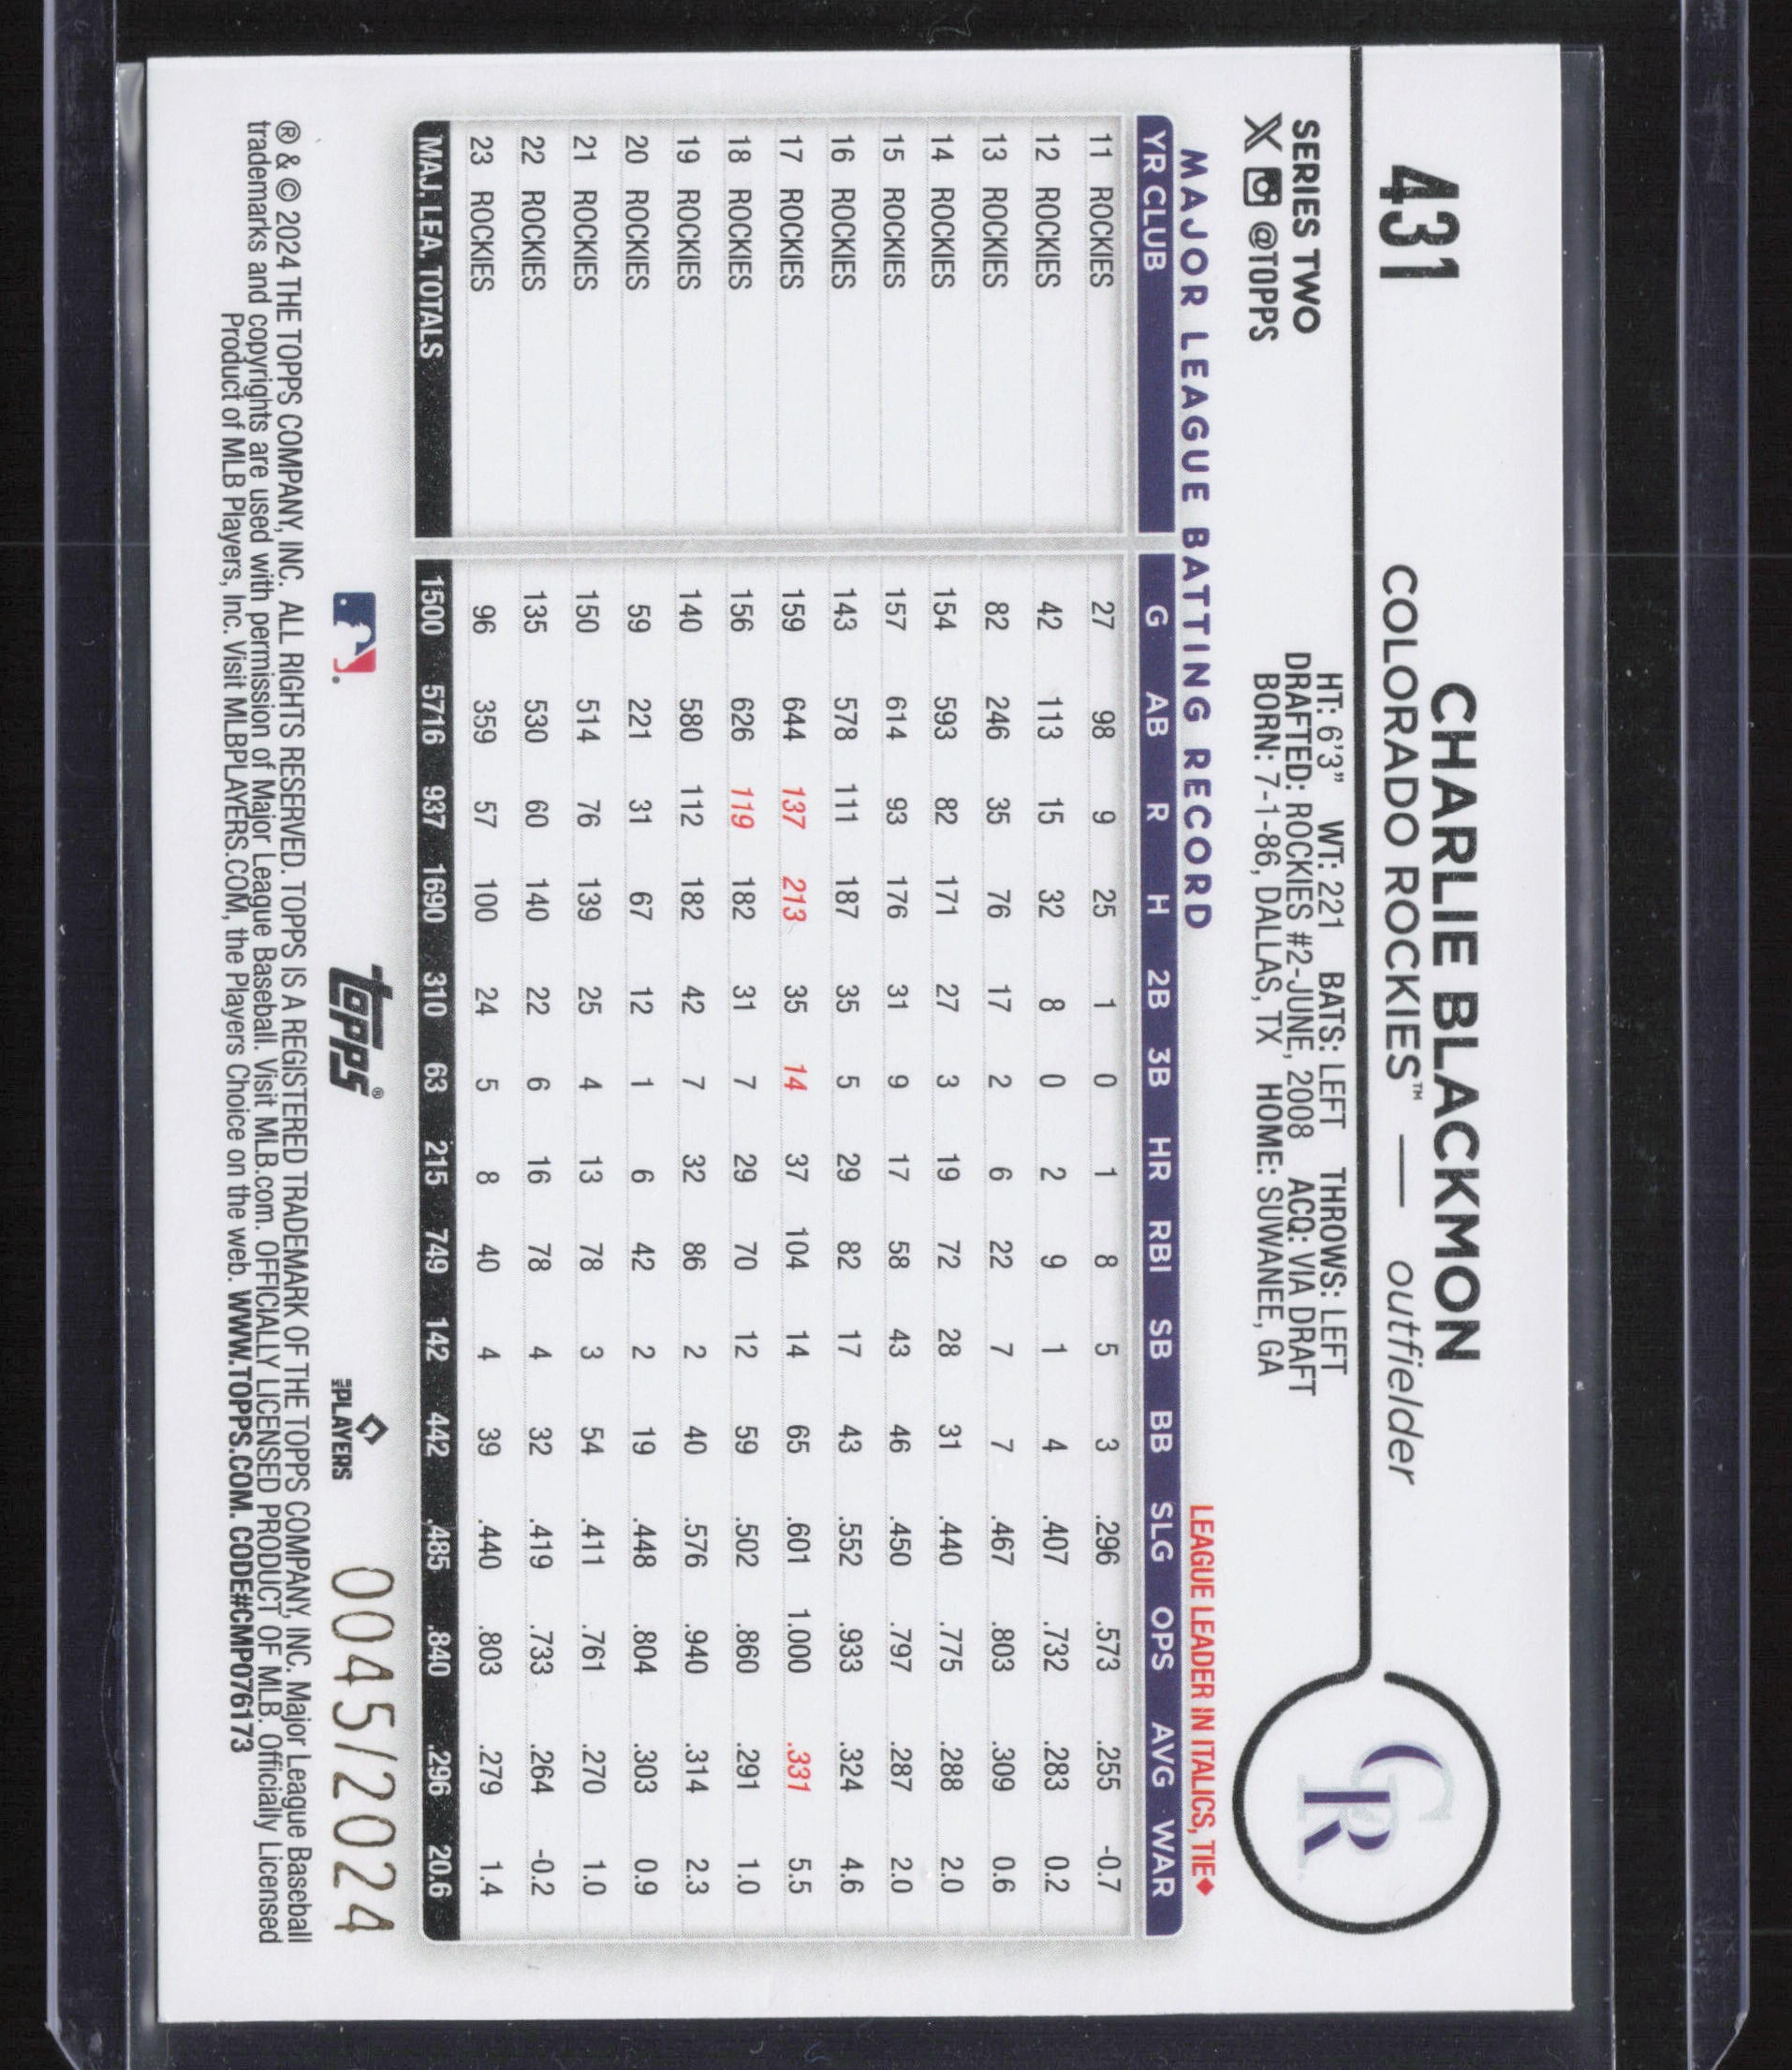 431
CHARLIE BLACKMON
COLORADO ROCKIES™ — outfielder
SERIES TWO
@TOPPS
HT: 6'3" WT: 221 BATS: LEFT THROWS: LEFT
DRAFTED: ROCKIES #2-JUNE, 2008 ACQ: VIA DRAFT
BORN: 7-1-86, DALLAS, TX HOME: SUWANEE, GA
CR
MAJOR LEAGUE BATTING RECORD
LEAGUE LEADER IN ITALICS, TIE♦
YR CLUB G AB R H 2B 3B HR RBI SB BB SLG OPS AVG WAR
11 ROCKIES 27 98 9 25 1 0 1 8 5 3 .296 .573 .255 -0.7
12 ROCKIES 42 113 15 32 8 0 2 9 1 4 .407 .732 .283 0.2
13 ROCKIES 82 246 35 76 17 2 6 22 7 7 .467 .803 .309 0.6
14 ROCKIES 154 593 82 171 27 3 19 72 28 31 .440 .775 .288 2.0
15 ROCKIES 157 614 93 176 31 9 17 58 43 46 .450 .797 .287 2.0
16 ROCKIES 143 578 111 187 35 5 29 82 17 43 .552 .933 .324 4.6
17 ROCKIES 159 644 137 213 35 14 37 104 14 65 .601 1.000 .331 5.5
18 ROCKIES 156 626 119 182 31 7 29 70 12 59 .502 .860 .291 1.0
19 ROCKIES 140 580 112 182 42 7 32 86 2 40 .576 .940 .314 2.3
20 ROCKIES 59 221 31 67 12 1 6 42 2 19 .448 .804 .303 0.9
21 ROCKIES 150 514 76 139 25 4 13 78 3 54 .411 .761 .270 1.0
22 ROCKIES 135 530 60 140 22 6 16 78 4 32 .419 .733 .264 -0.2
23 ROCKIES 96 359 57 100 24 5 8 40 4 39 .440 .803 .279 1.4
MAJ. LEA. TOTALS 1500 5716 937 1690 310 63 215 749 142 442 .485 .840 .296 20.6
topps®
MLB PLAYERS
0045/2024
® & © 2024 THE TOPPS COMPANY, INC. ALL RIGHTS RESERVED. TOPPS IS A REGISTERED TRADEMARK OF THE TOPPS COMPANY, INC. Major League Baseball
trademarks and copyrights are used with permission of Major League Baseball. Visit MLB.com. OFFICIALLY LICENSED PRODUCT OF MLB. Officially Licensed
Product of MLB Players, Inc. Visit MLBPLAYERS.COM, the Players Choice on the web. WWW.TOPPS.COM. CODE#CMP076173